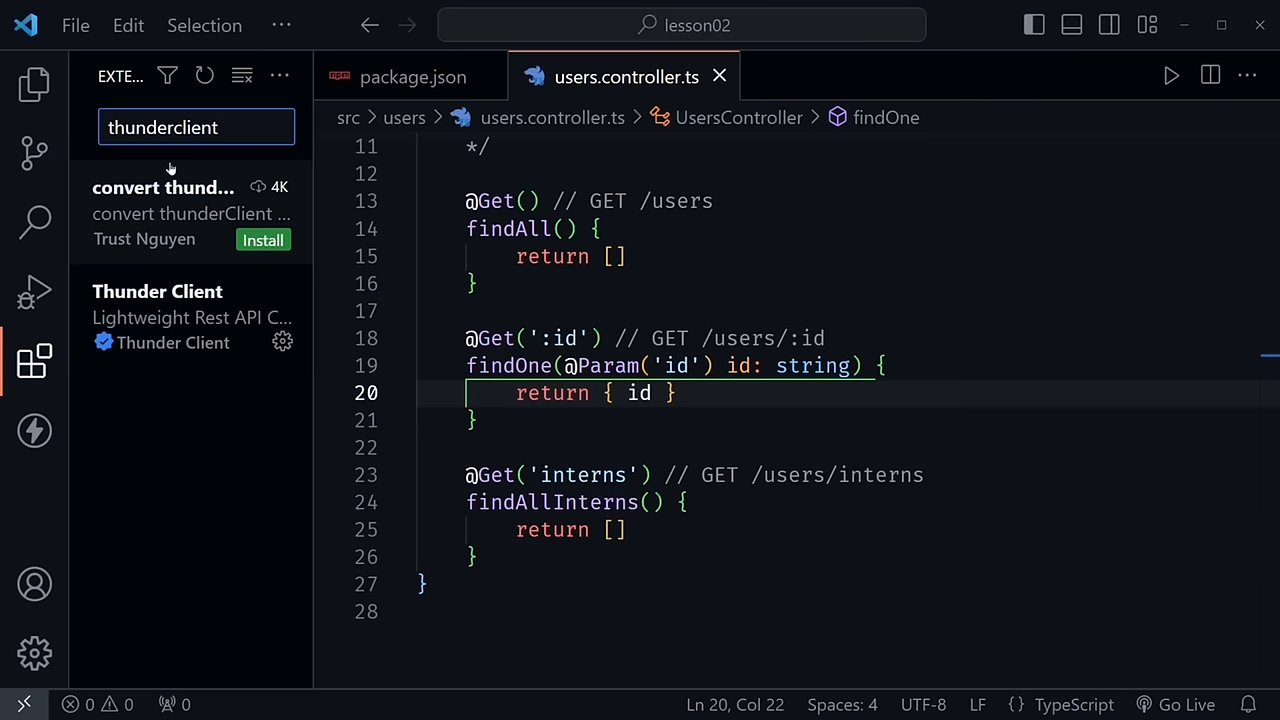 File Edit Selection ···
lesson02
EXTE... ···
thunderclient
convert thund... 4K
convert thunderClient ...
Trust Nguyen Install
Thunder Client
Lightweight Rest API C...
Thunder Client
package.json
users.controller.ts
src > users > users.controller.ts > UsersController > findOne
11 */
12
13 @Get() // GET /users
14 findAll() {
15 return []
16 }
17
18 @Get(':id') // GET /users/:id
19 findOne(@Param('id') id: string) {
20 return { id }
21 }
22
23 @Get('interns') // GET /users/interns
24 findAllInterns() {
25 return []
26 }
27 }
28
0 0 0 Ln 20, Col 22 Spaces: 4 UTF-8 LF {} TypeScript Go Live